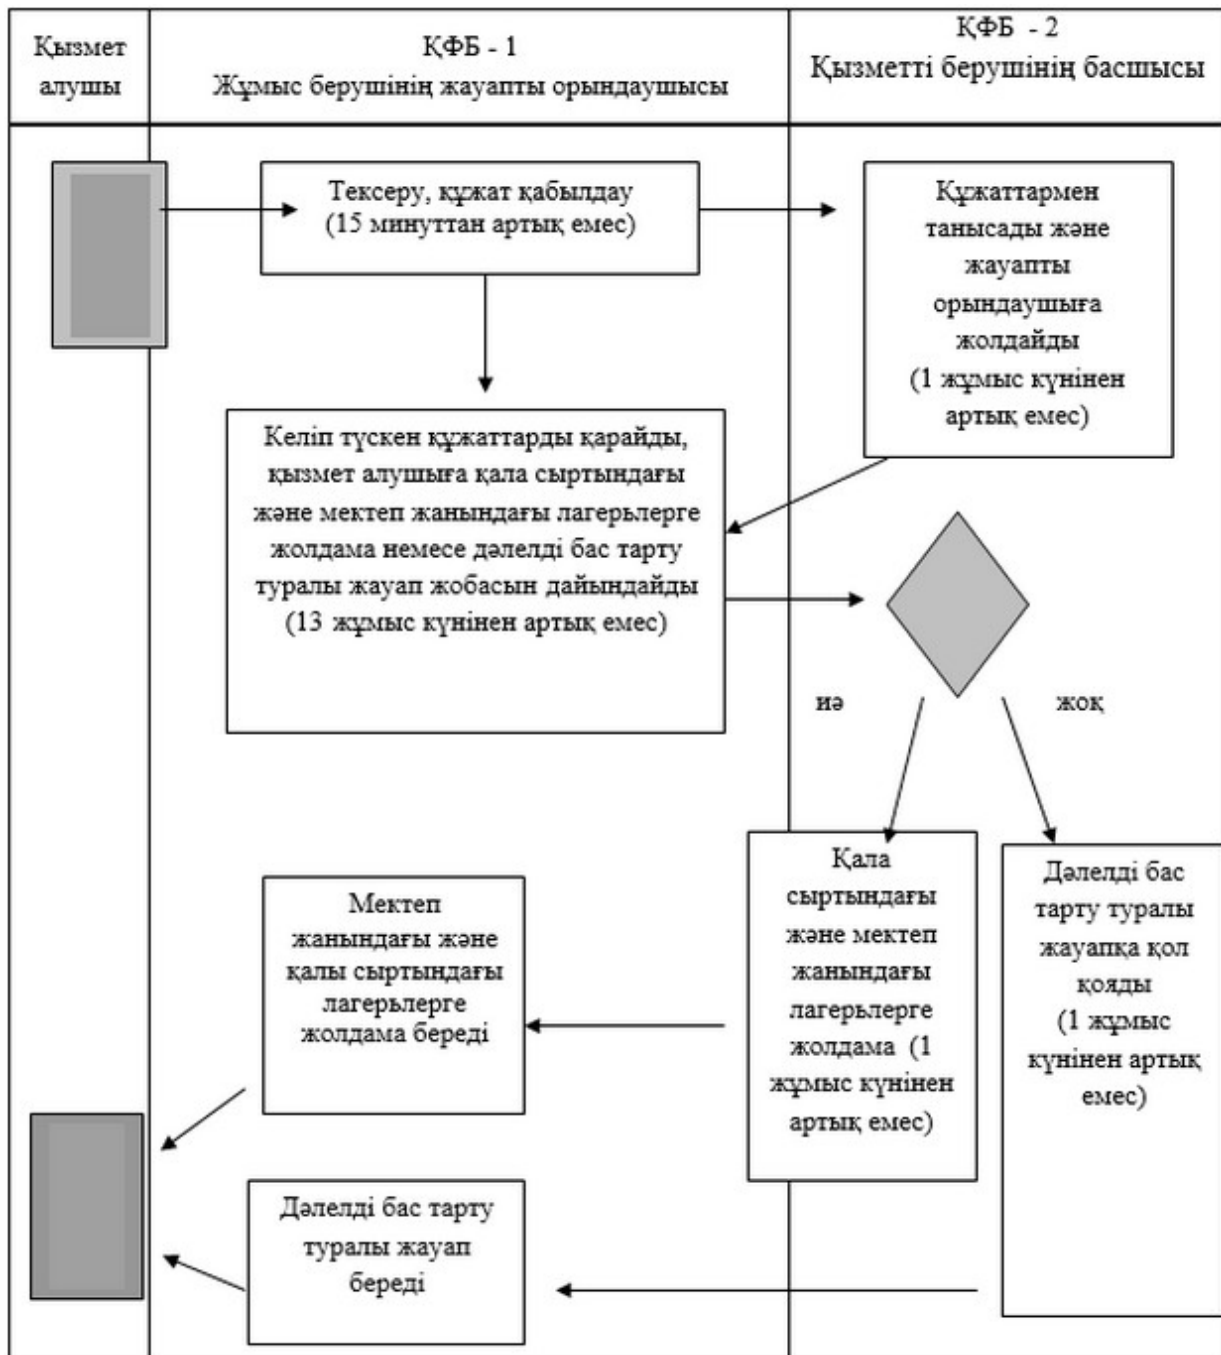 Қызмет
алушы
ҚФБ - 1
Жұмыс берушінің жауапты орындаушысы
ҚФБ - 2
Қызметті берушінің басшысы
Тексеру, құжат қабылдау
(15 минуттан артық емес)
Құжаттармен
танысады және
жауапты
орындаушыға
жолдайды
(1 жұмыс күнінен
артық емес)
Келіп түскен құжаттарды қарайды,
қызмет алушыға қала сыртындағы
және мектеп жанындағы лагерьлерге
жолдама немесе дәлелді бас тарту
туралы жауап жобасын дайындайды
(13 жұмыс күнінен артық емес)
иә
жоқ
Қала
сыртындағы
және мектеп
жанындағы
лагерьлерге
жолдама (1
жұмыс күнінен
артық емес)
Дәлелді бас
тарту туралы
жауапқа қол
қояды
(1 жұмыс
күнінен артық
емес)
Мектеп
жанындағы және
қалы сыртындағы
лагерьлерге
жолдама береді
Дәлелді бас тарту
туралы жауап
береді